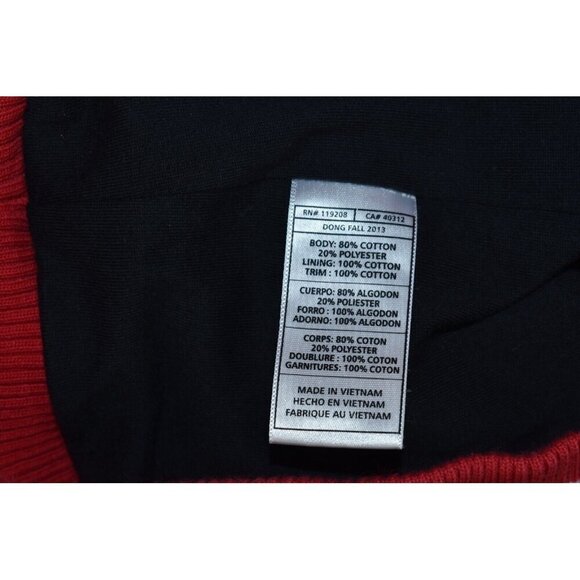 RN# 119208 CA# 40312
DONG FALL 2013
BODY: 80% COTTON
20% POLYESTER
LINING: 100% COTTON
TRIM : 100% COTTON
CUERPO: 80% ALGODON
20% POLIESTER
FORRO : 100% ALGODON
ADORNO: 100% ALGODON
CORPS: 80% COTON
20% POLYESTER
DOUBLURE : 100% COTON
GARNITURES: 100% COTON
MADE IN VIETNAM
HECHO EN VIETNAM
FABRIQUE AU VIETNAM